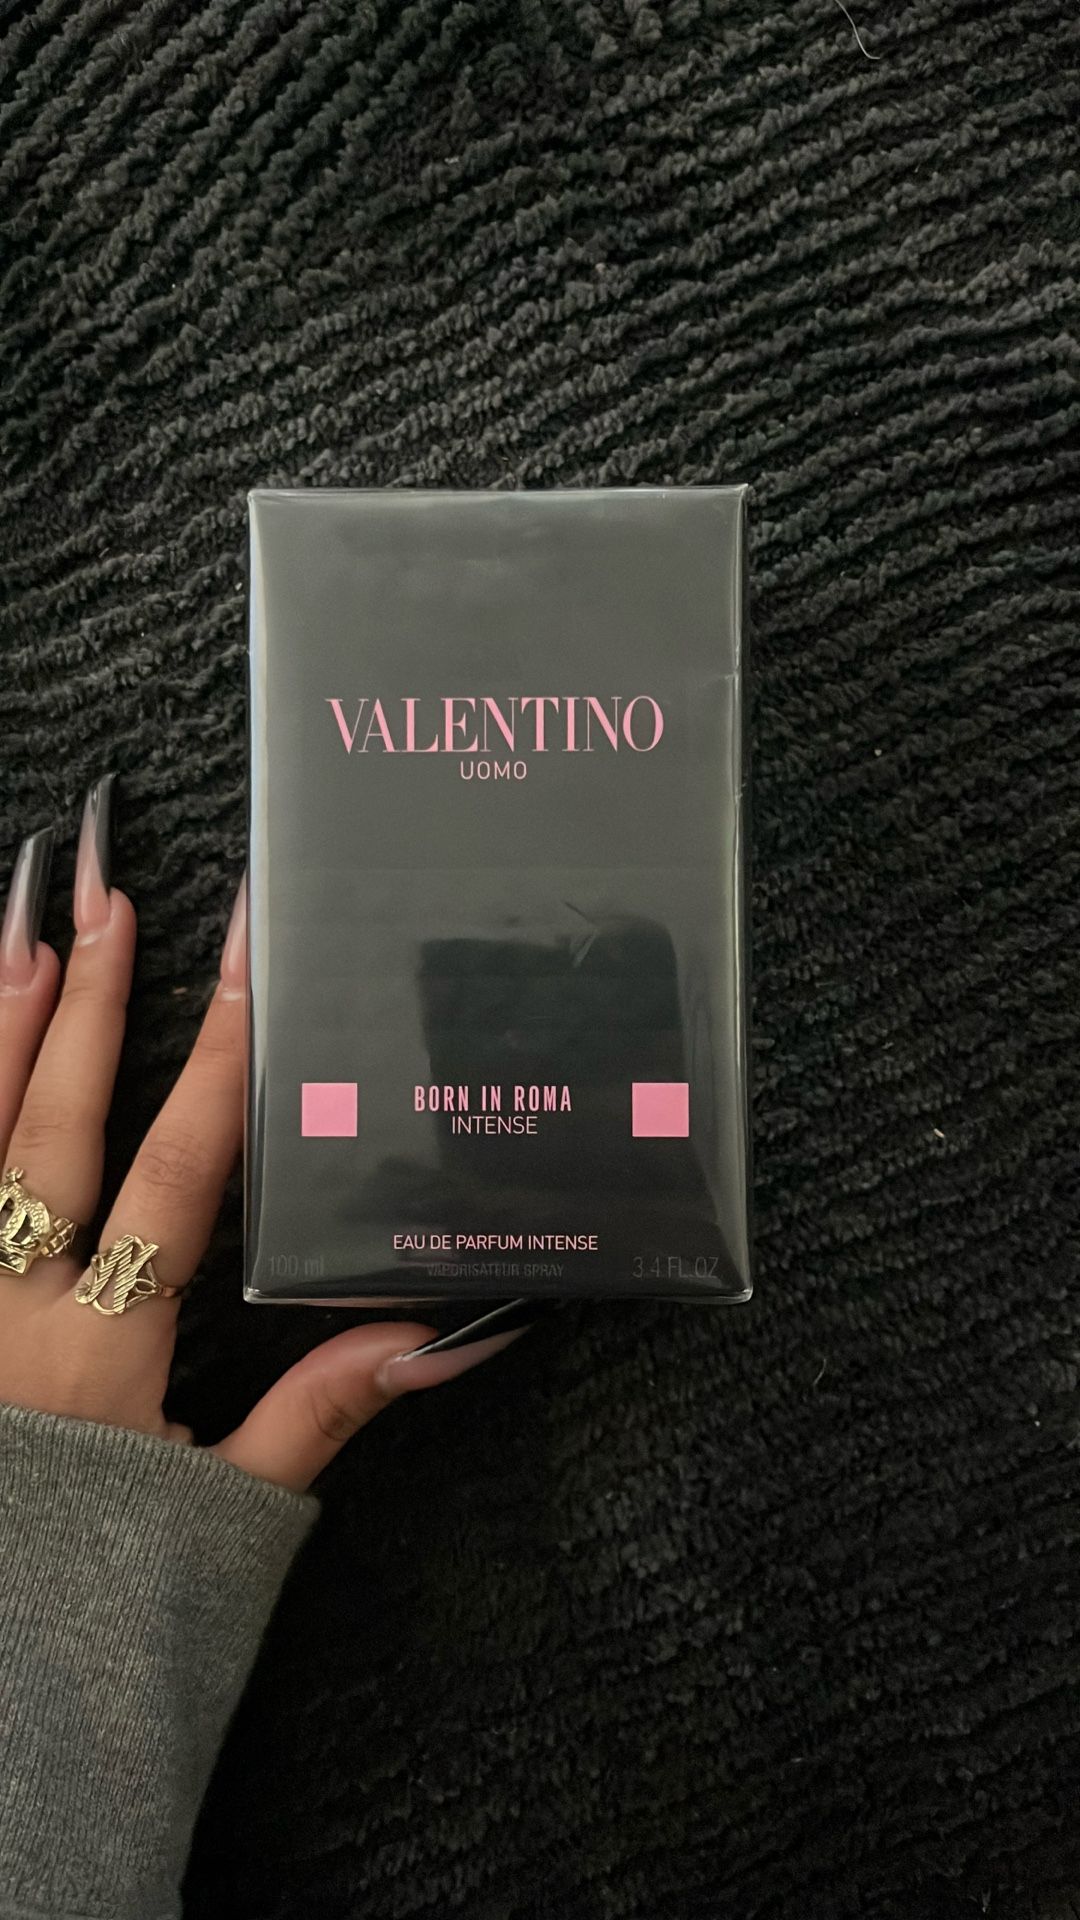 VALENTINO
UOMO
BORN IN ROMA
INTENSE
EAU DE PARFUM INTENSE
100 ml
VAPORISATEUR SPRAY
3.4 FL.OZ